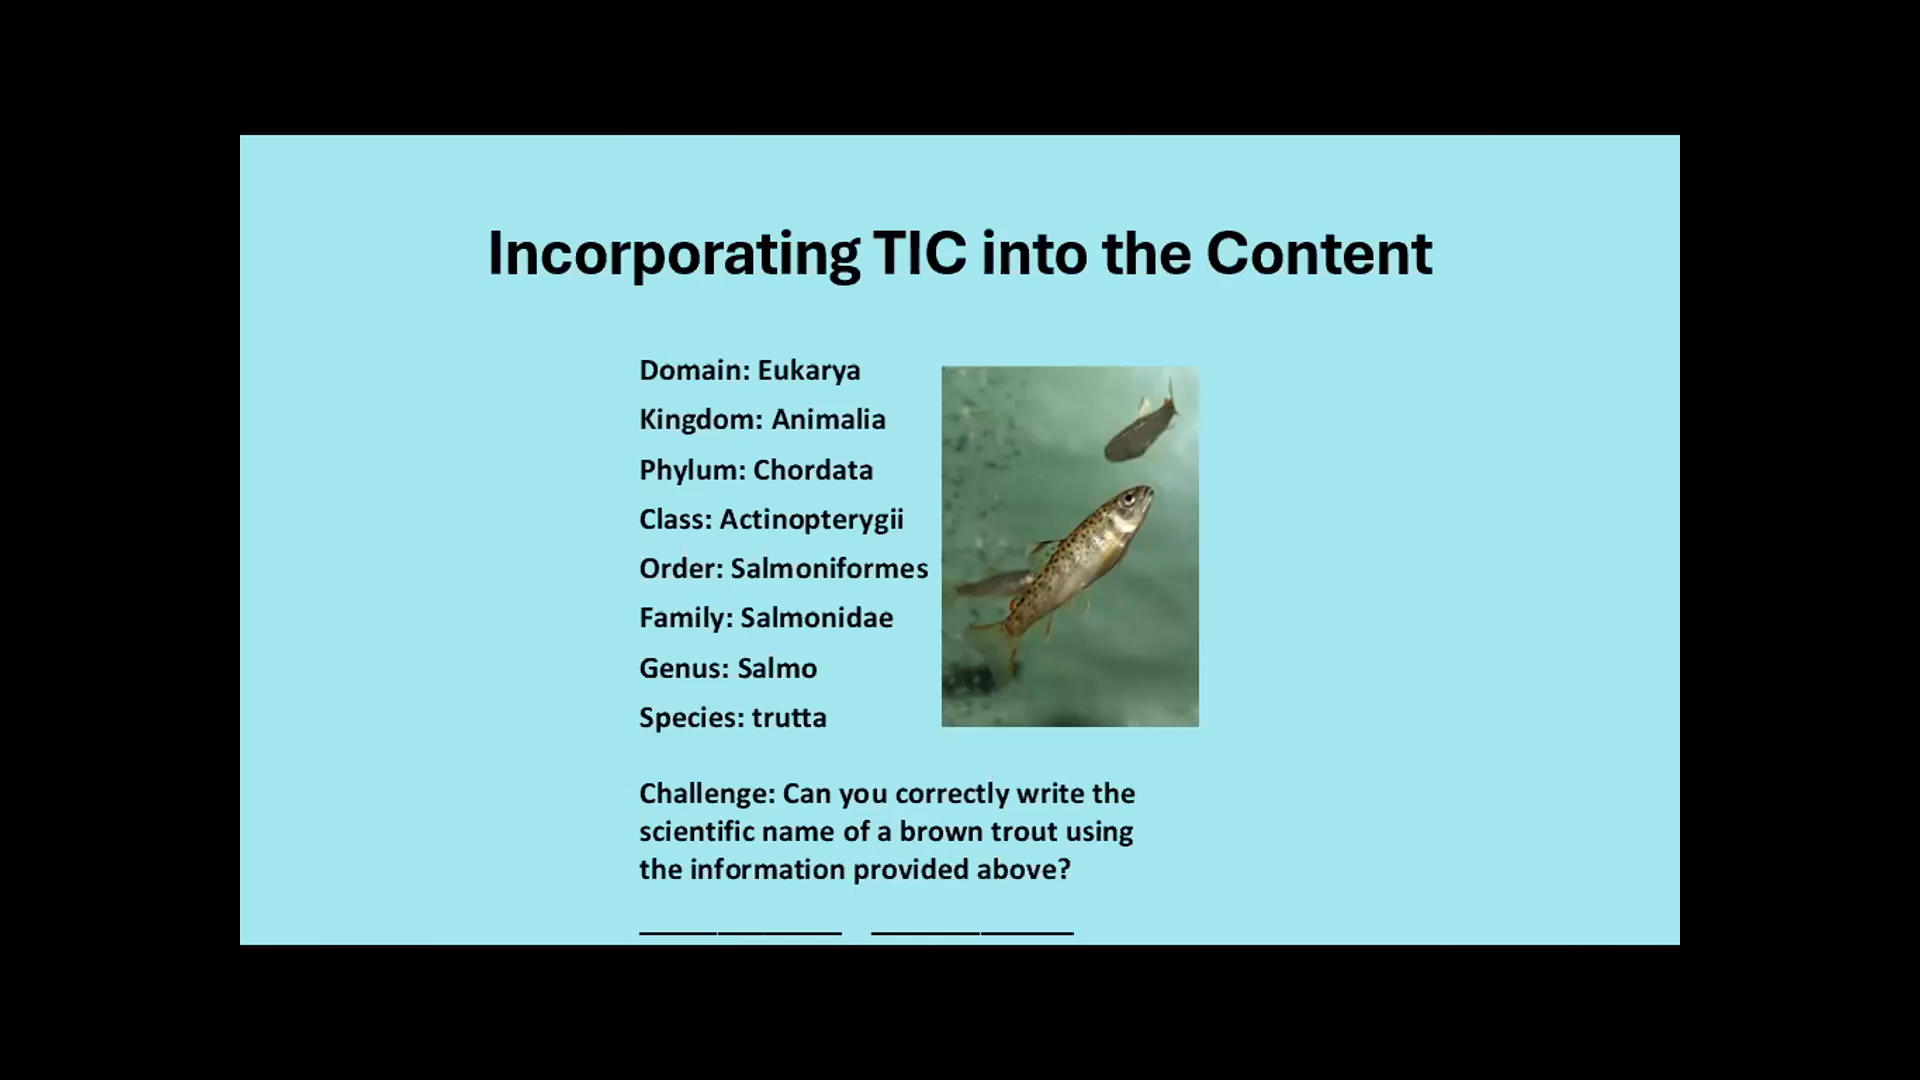 Incorporating TIC into the Content
Domain: Eukarya
Kingdom: Animalia
Phylum: Chordata
Class: Actinopterygii
Order: Salmoniformes
Family: Salmonidae
Genus: Salmo
Species: trutta
Challenge: Can you correctly write the
scientific name of a brown trout using
the information provided above?